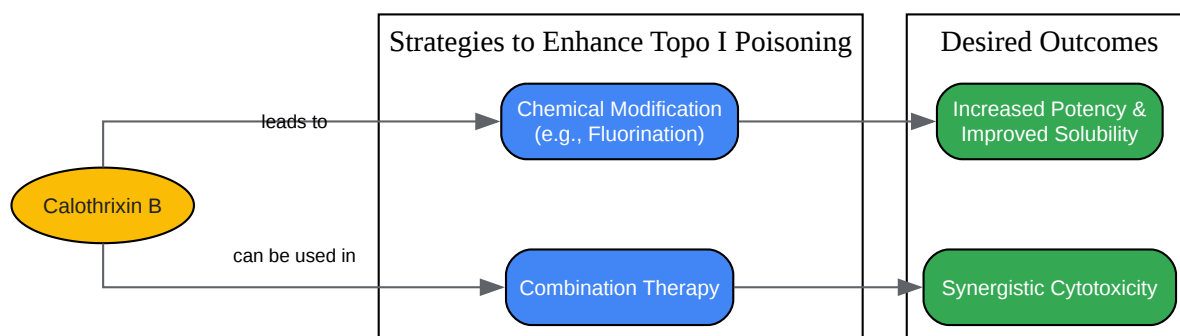 Strategies to Enhance Topo I Poisoning
Desired Outcomes
leads to
Chemical Modification
(e.g., Fluorination)
Increased Potency &
Improved Solubility
Calothrixin B
can be used in
Combination Therapy
Synergistic Cytotoxicity